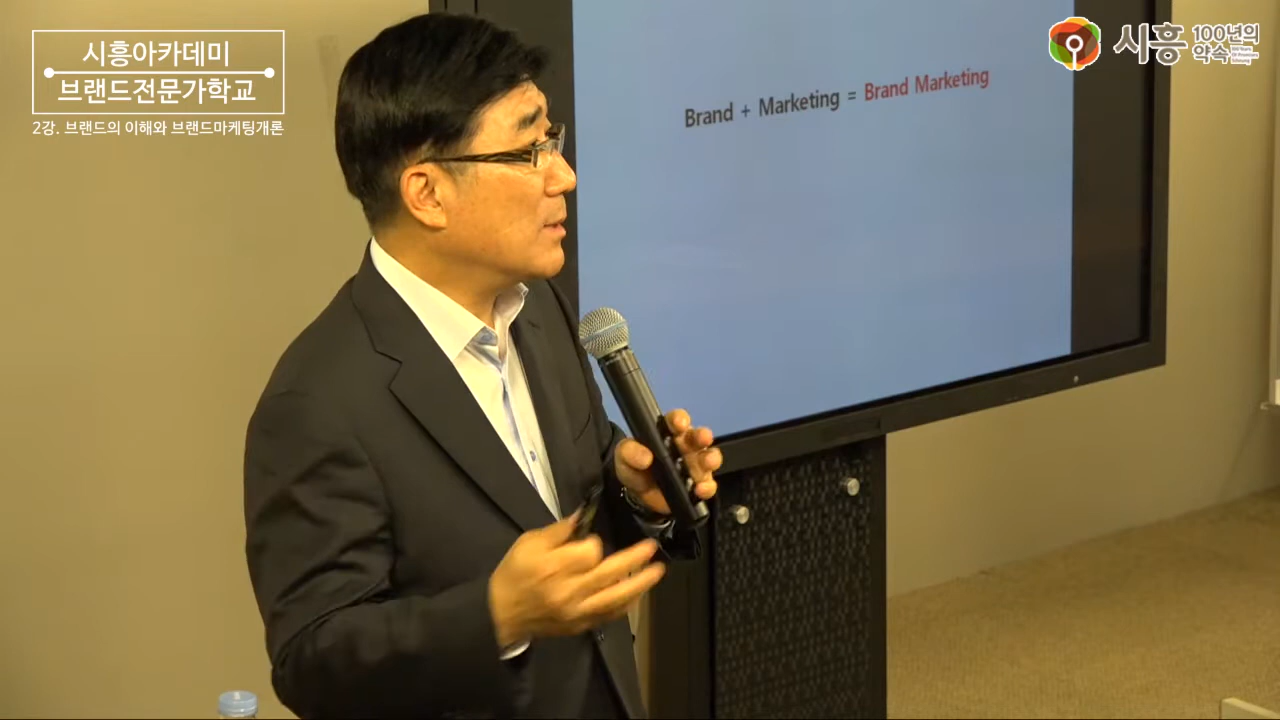 시흥아카데미
브랜드전문가학교
2강. 브랜드의 이해와 브랜드마케팅개론
시흥 100년의
약속
Brand + Marketing = Brand Marketing